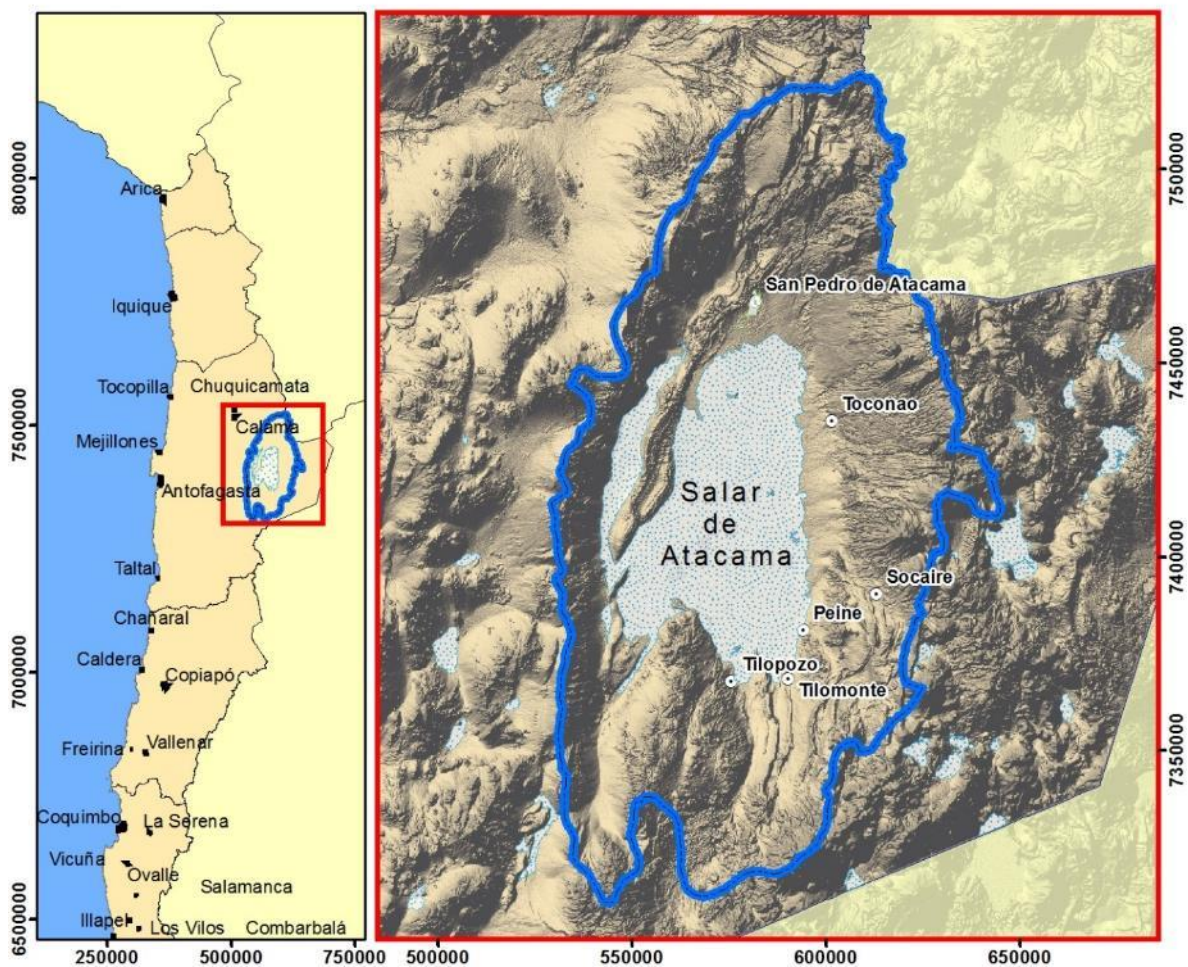 8000000
7500000
7000000
6500000
Arica
Iquique
Tocopilla
Chuquicamata
Calama
Mejillones
Antofagasta
Taltal
Chañaral
Caldera
Copiapó
Freirina
Vallenar
Coquimbo
La Serena
Vicuña
Ovalle
Salamanca
Illapel
Los Vilos
Combarbalá
250000
500000
750000
San Pedro de Atacama
Toconao
Salar
de
Atacama
Socaire
Peine
Tilopozo
Tilomonte
7500000
7450000
7400000
7350000
500000
550000
600000
650000